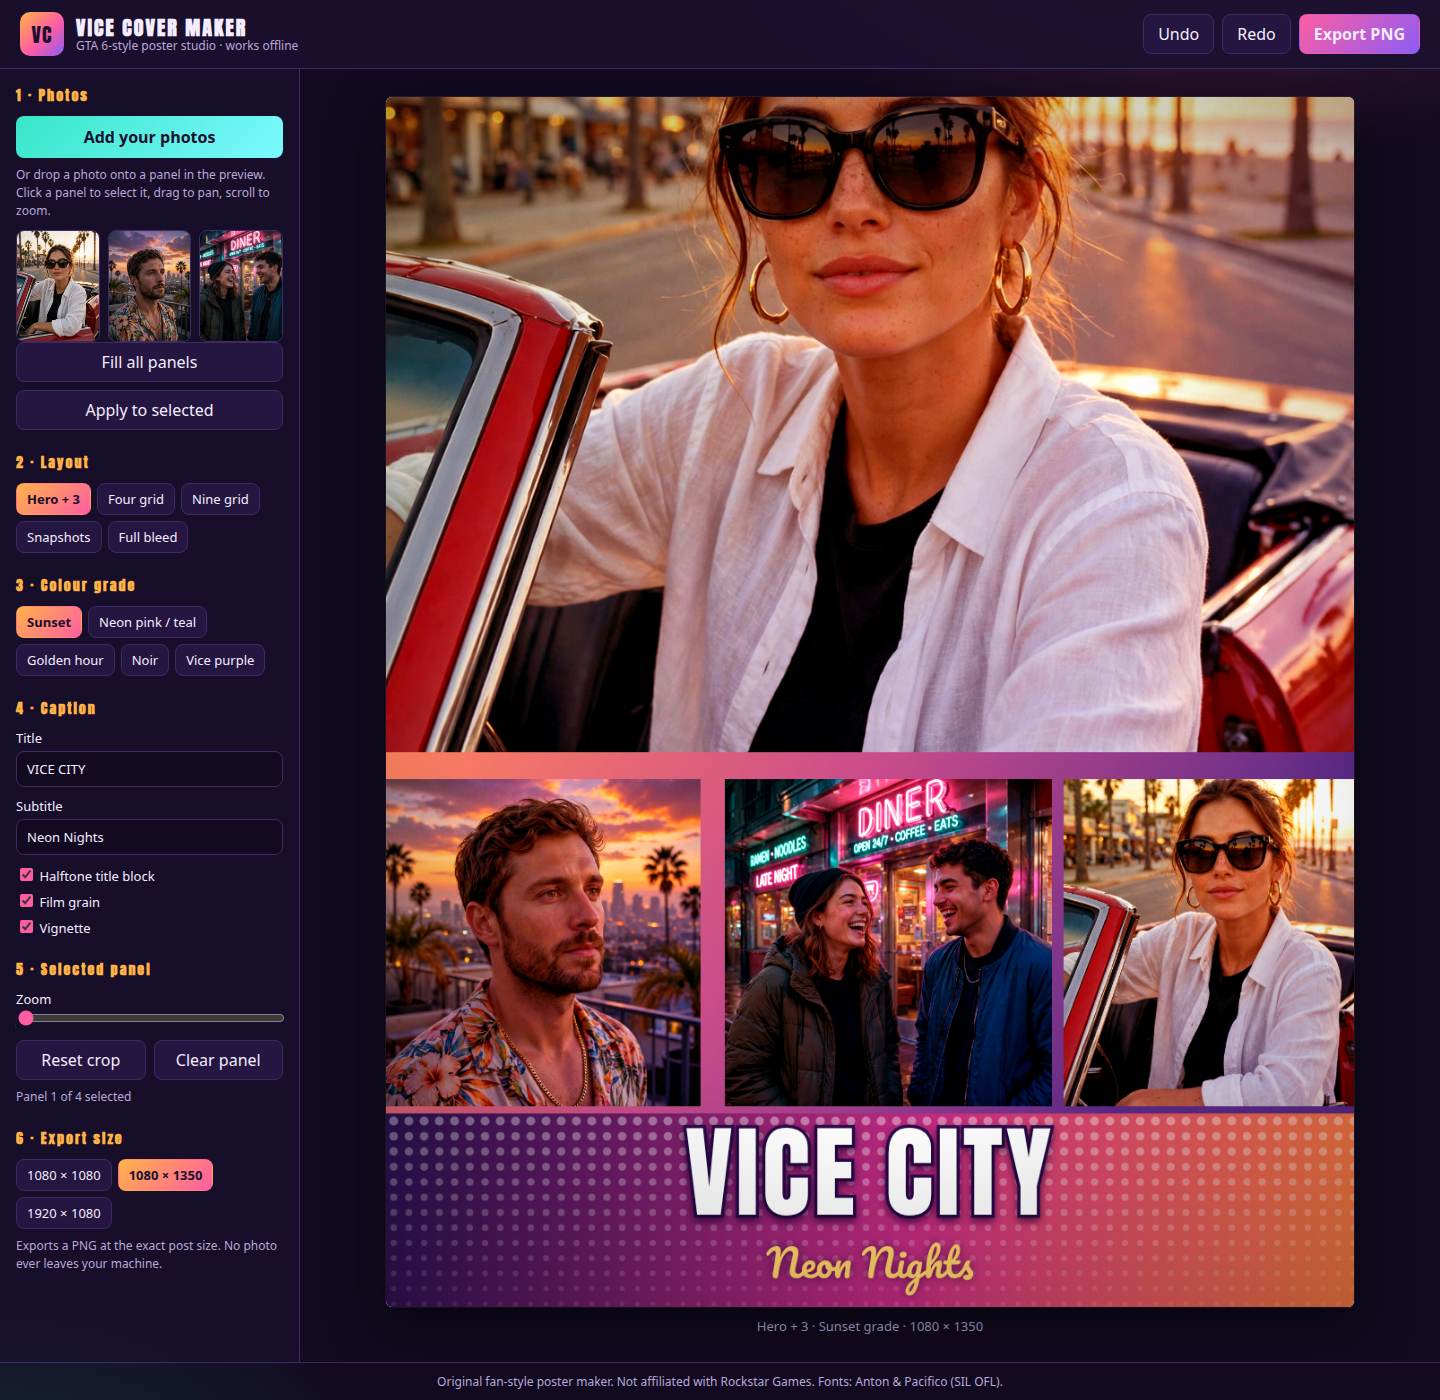 VC
VICE COVER MAKER
GTA 6-style poster studio · works offline
Undo
Redo
Export PNG
1 · Photos
Add your photos
Or drop a photo onto a panel in the preview.
Click a panel to select it, drag to pan, scroll to
zoom.
DINER
Fill all panels
Apply to selected
2 · Layout
Hero + 3
Four grid
Nine grid
Snapshots
Full bleed
3 · Colour grade
Sunset
Neon pink / teal
Golden hour
Noir
Vice purple
4 · Caption
Title
VICE CITY
Subtitle
Neon Nights
Halftone title block
Film grain
Vignette
5 · Selected panel
Zoom
Reset crop
Clear panel
Panel 1 of 4 selected
6 · Export size
1080 × 1080
1080 × 1350
1920 × 1080
Exports a PNG at the exact post size. No photo
ever leaves your machine.
DINER
OPEN 24/7 • COFFEE • EATS
RAMEN • NOODLES
LATE NIGHT
VICE CITY
Neon Nights
Hero + 3 · Sunset grade · 1080 × 1350
Original fan-style poster maker. Not affiliated with Rockstar Games. Fonts: Anton & Pacifico (SIL OFL).